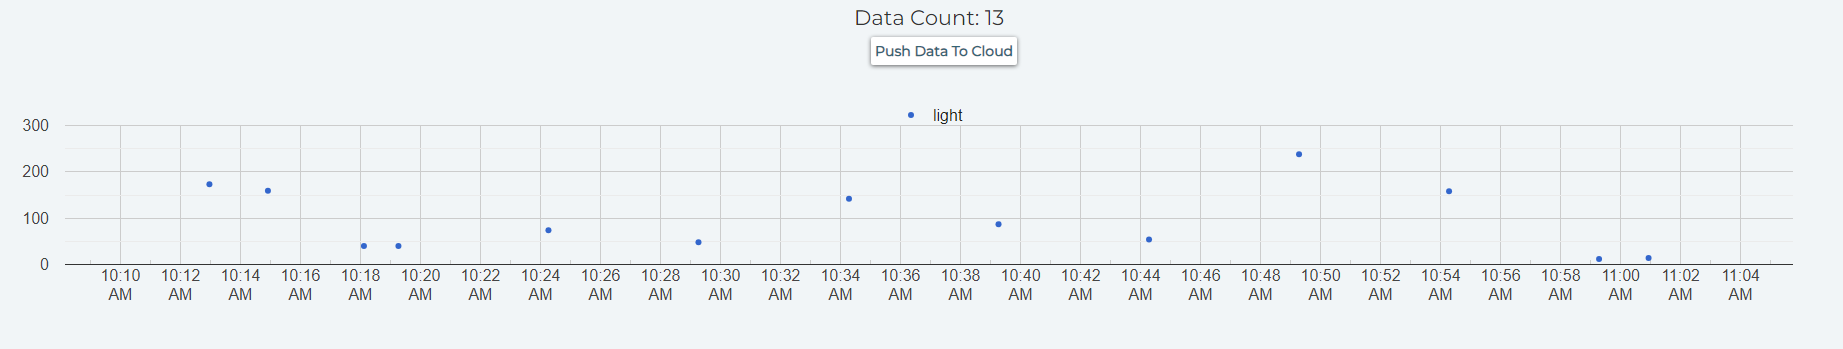 Data Count: 13
Push Data To Cloud
light
300
200
100
0
10:10 AM
10:12 AM
10:14 AM
10:16 AM
10:18 AM
10:20 AM
10:22 AM
10:24 AM
10:26 AM
10:28 AM
10:30 AM
10:32 AM
10:34 AM
10:36 AM
10:38 AM
10:40 AM
10:42 AM
10:44 AM
10:46 AM
10:48 AM
10:50 AM
10:52 AM
10:54 AM
10:56 AM
10:58 AM
11:00 AM
11:02 AM
11:04 AM